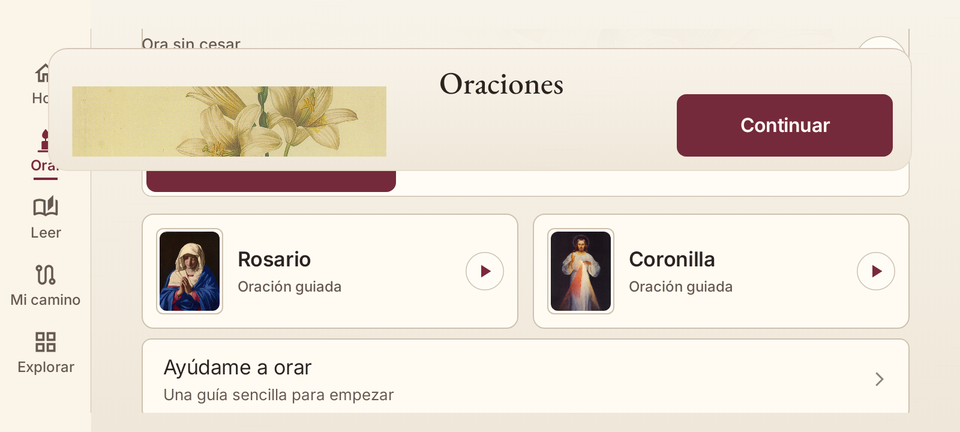 Ora sin cesar
Oraciones
Continuar
Leer
Mi camino
Explorar
Rosario
Oración guiada
Coronilla
Oración guiada
Ayúdame a orar
Una guía sencilla para empezar